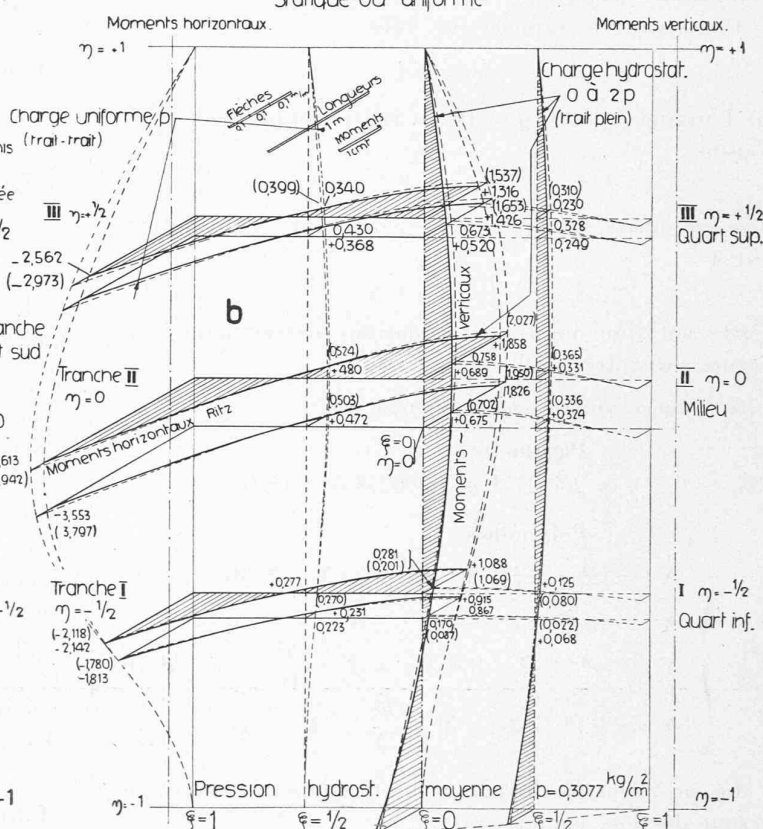 Moments horizontaux.
Moments verticaux.
η = +1
η = +1
Charge hydrostat.
0 à 2p
(trait plein)
Flèches
Longueurs
1 m
Moments
1 cm
Charge uniforme p
(trait-trait)
(1,537)
+1,316
(0,399)
0,340
(1,653)
+1,426
(0,310)
0,230
III η=+1/2
III η=+1/2
Quart sup.
0,430
+0,368
0,673
+0,520
0,328
0,249
-2,562
(-2,973)
b
verticaux
(2,077)
+1,858
(0,524)
+480
0,758
+0,689
(0,365)
+0,331
Tranche II
η=0
II η=0
Milieu
1,826
(0,503)
+0,472
(0,702)
+0,675
(0,336
+0,324
Moments horizontaux Ritz
ξ=0
η=0
Moments
-3,553
(3,797)
0,281
(0,201)
+1,088
(1,069)
+0,277
+0,125
(0,080)
Tranche I
η=-1/2
I η=-1/2
Quart inf.
(0,270)
+0,231
0,223
+0,915
0,867
0,170
(0,087)
(0,022)
+0,068
(-2,118)
-2,142
(-1,780)
-1,813
Pression hydrost. moyenne p=0,3077 kg/cm2
η=-1
η=-1
ξ=1
ξ=1/2
ξ=0
ξ=-1/2
ξ=-1